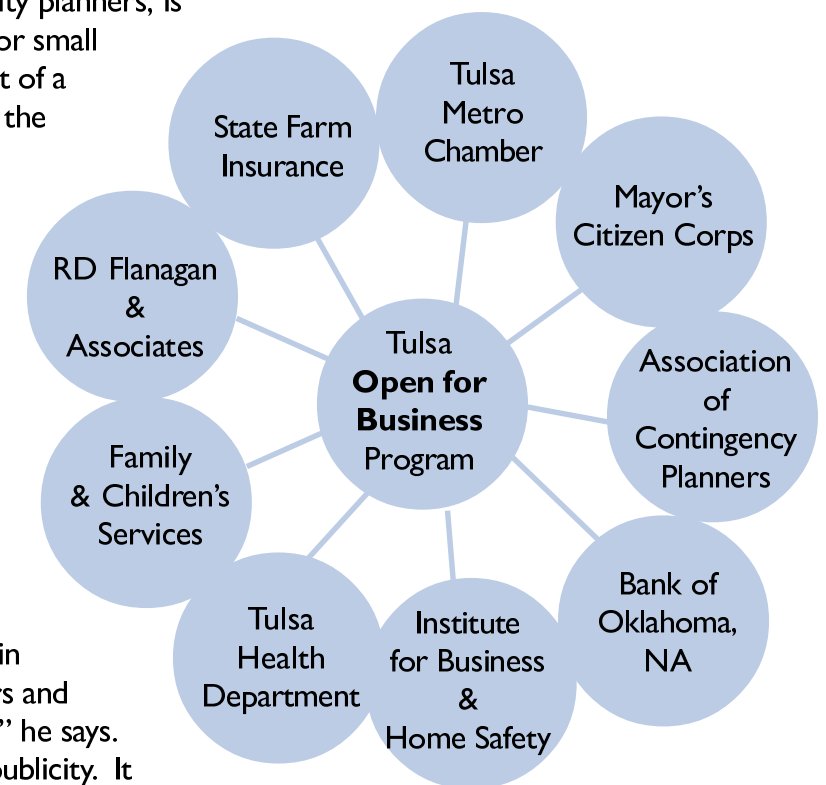 ity planners, is
or small
t of a
the
Tulsa
Metro
Chamber
State Farm
Insurance
Mayor's
Citizen Corps
RD Flanagan
&
Associates
Tulsa
Open for
Business
Program
Association
of
Contingency
Planners
Family
& Children's
Services
Bank of
Oklahoma,
NA
Tulsa
Health
Department
Institute
for Business
&
Home Safety
in
rs and
” he says.
ublicity. It